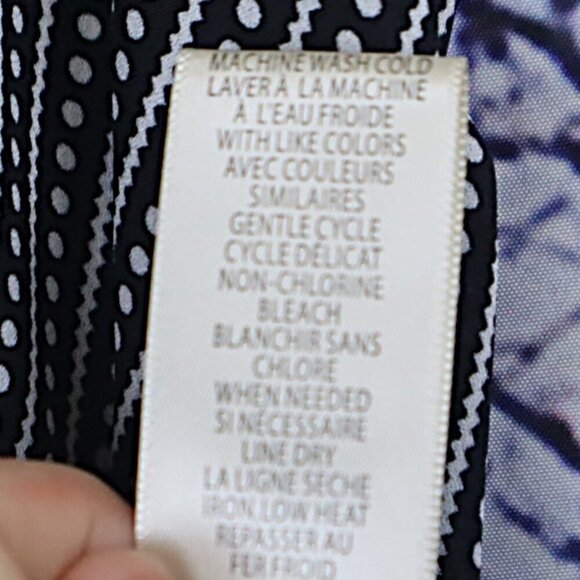 MACHINE WASH COLD
LAVER À LA MACHINE
À L'EAU FROIDE
WITH LIKE COLORS
AVEC COULEURS
SIMILAIRES
GENTLE CYCLE
CYCLE DÉLICAT
NON-CHLORINE
BLEACH
BLANCHIR SANS
CHLORE
WHEN NEEDED
SI NÉCESSAIRE
LINE DRY
LA LIGNE SÈCHE
IRON LOW HEAT
REPASSER AU
FER FROID